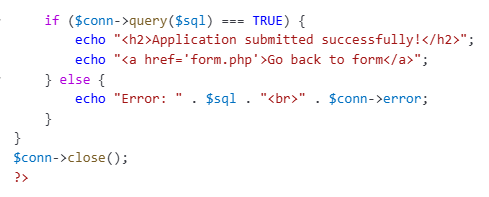 if ($conn->query($sql) === TRUE) {
echo "<h2>Application submitted successfully!</h2>";
echo "<a href='form.php'>Go back to form</a>";
} else {
echo "Error: " . $sql . "<br>" . $conn->error;
}
}
$conn->close();
?>